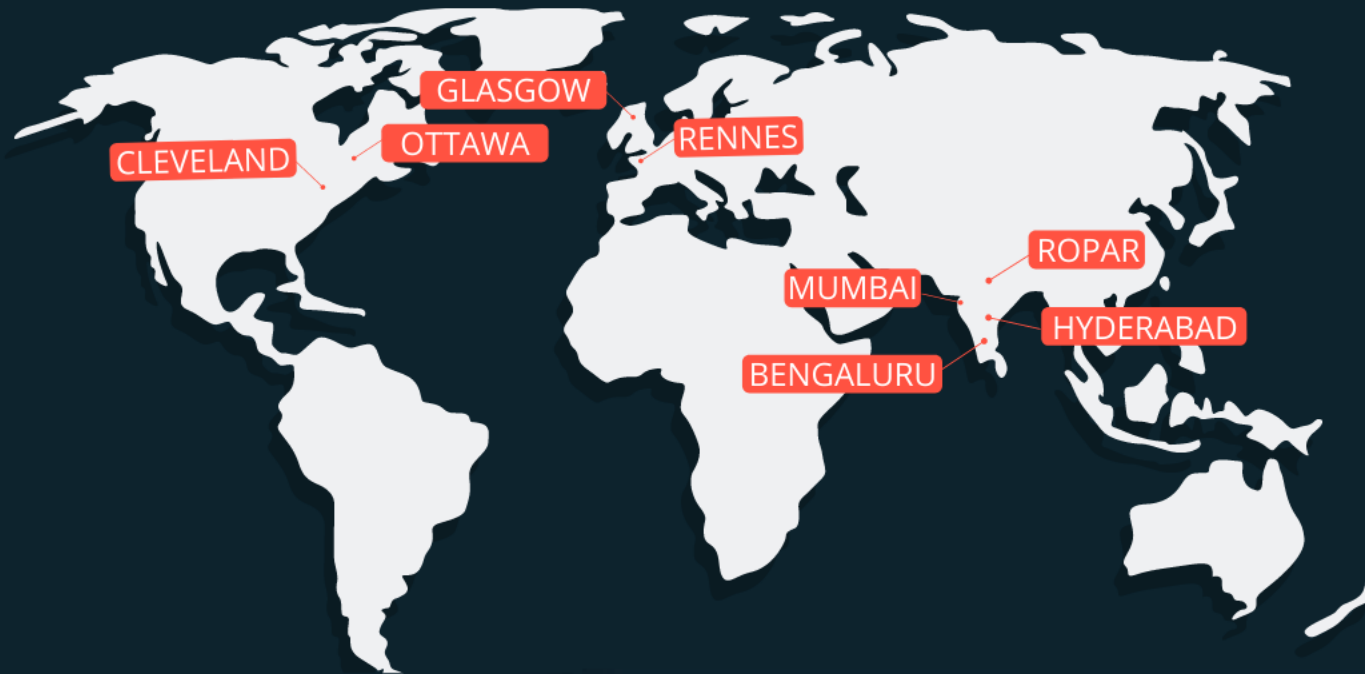 GLASGOW
OTTAWA
RENNES
CLEVELAND
ROPAR
MUMBAI
HYDERABAD
BENGALURU